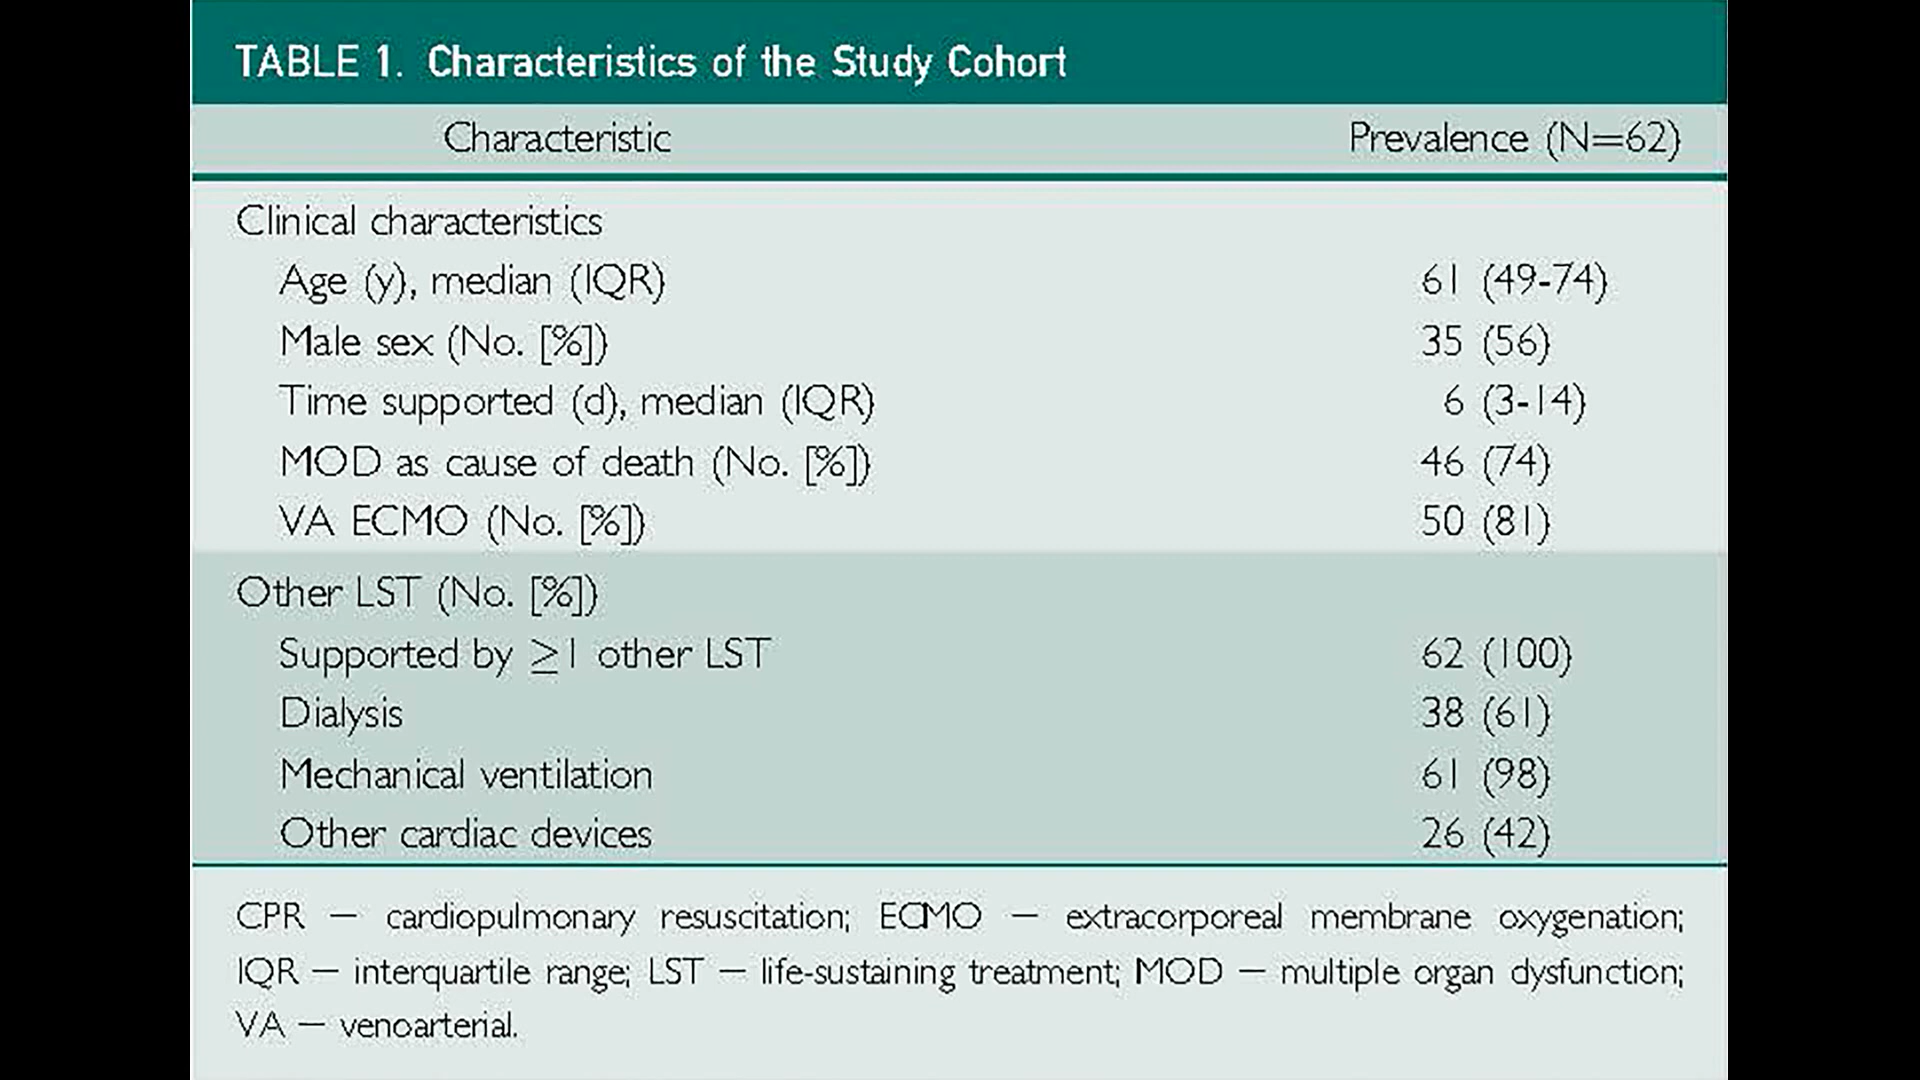 TABLE 1. Characteristics of the Study Cohort
Characteristic Prevalence (N=62)
Clinical characteristics
Age (y), median (IQR) 61 (49-74)
Male sex (No. [%]) 35 (56)
Time supported (d), median (IQR) 6 (3-14)
MOD as cause of death (No. [%]) 46 (74)
VA ECMO (No. [%]) 50 (81)
Other LST (No. [%])
Supported by ≥1 other LST 62 (100)
Dialysis 38 (61)
Mechanical ventilation 61 (98)
Other cardiac devices 26 (42)
CPR — cardiopulmonary resuscitation; ECMO — extracorporeal membrane oxygenation;
IQR — interquartile range; LST — life-sustaining treatment; MOD — multiple organ dysfunction;
VA — venoarterial.